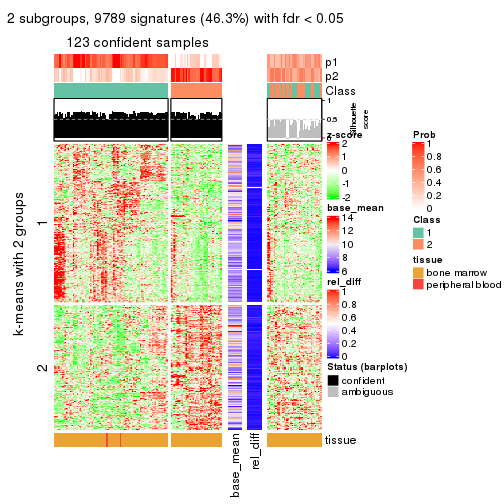 2 subgroups, 9789 signatures (46.3%) with fdr < 0.05
123 confident samples
p1
p2
Class
1
0.5
0
Silhouette
score
k-means with 2 groups
1
2
z-score
2
1
0
-1
-2
base_mean
14
12
10
8
6
rel_diff
1
0.8
0.6
0.4
0.2
0
Status (barplots)
confident
ambiguous
Prob
1
0.8
0.6
0.4
0.2
0
Class
1
2
tissue
bone marrow
peripheral blood
tissue
base_mean
rel_diff